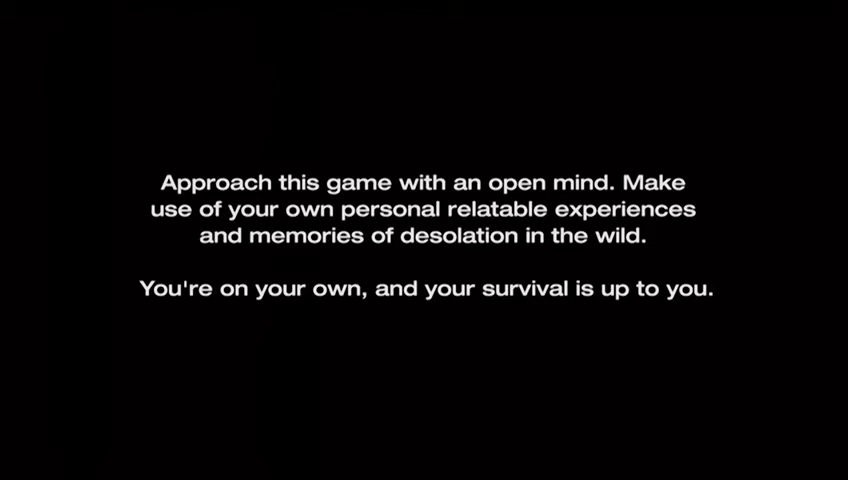 Approach this game with an open mind. Make
use of your own personal relatable experiences
and memories of desolation in the wild.
You're on your own, and your survival is up to you.